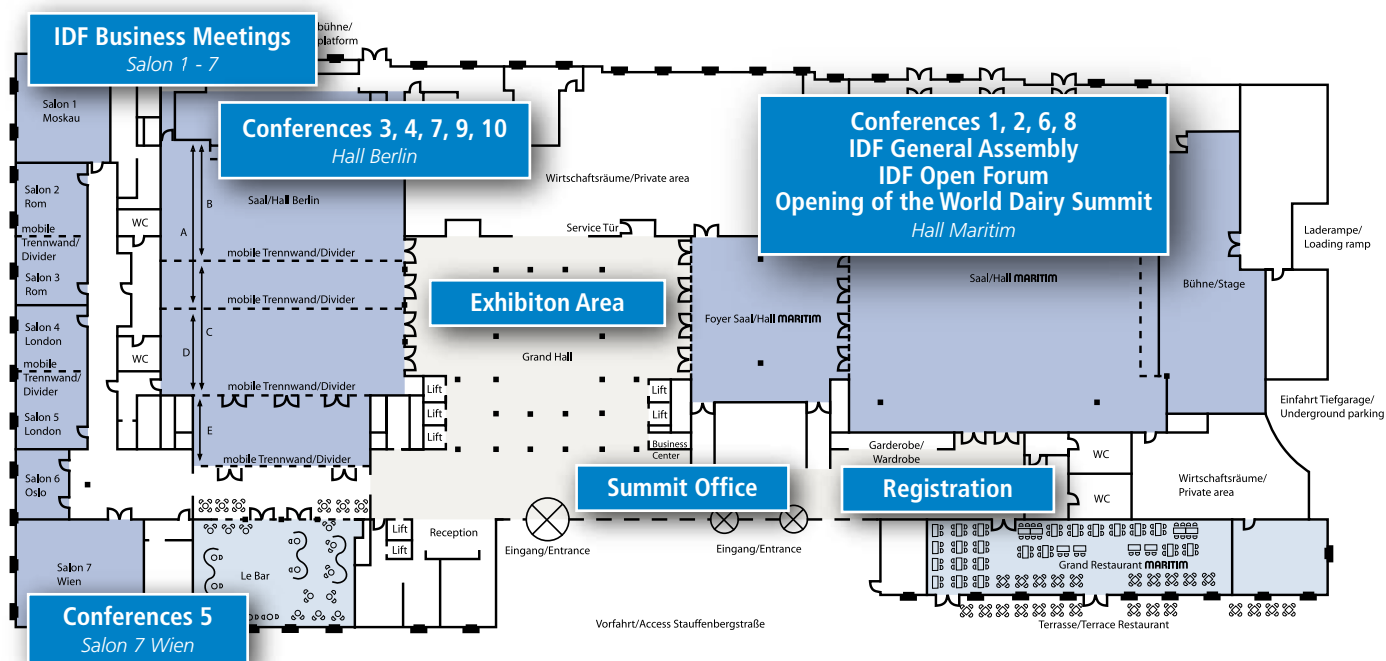 IDF Business Meetings
Salon 1 - 7
bühne/
platform
Salon 1
Moskau
Conferences 3, 4, 7, 9, 10
Hall Berlin
Conferences 1, 2, 6, 8
IDF General Assembly
IDF Open Forum
Opening of the World Dairy Summit
Hall Maritim
Salon 2
Rom
mobile
Trennwand/
Divider
Salon 3
Rom
WC
A
B
Saal/Hall Berlin
mobile Trennwand/Divider
Wirtschaftsräume/Private area
Service Tür
Laderampe/
Loading ramp
Saal/Hall MARITIM
Bühne/Stage
Exhibiton Area
mobile Trennwand/Divider
Foyer Saal/Hall MARITIM
Salon 4
London
mobile
Trennwand/
Divider
Salon 5
London
WC
C
D
mobile Trennwand/Divider
Grand Hall
Lift
Lift
Lift
Lift
Lift
Lift
Business
Center
Einfahrt Tiefgarage/
Underground parking
E
mobile Trennwand/Divider
Garderobe/
Wardrobe
WC
WC
Wirtschaftsräume/
Private area
Salon 6
Oslo
Summit Office
Registration
Lift
Lift
Reception
Eingang/Entrance
Eingang/Entrance
Salon 7
Wien
Le Bar
Grand Restaurant MARITIM
Conferences 5
Salon 7 Wien
Vorfahrt/Access Stauffenbergstraße
Terrasse/Terrace Restaurant